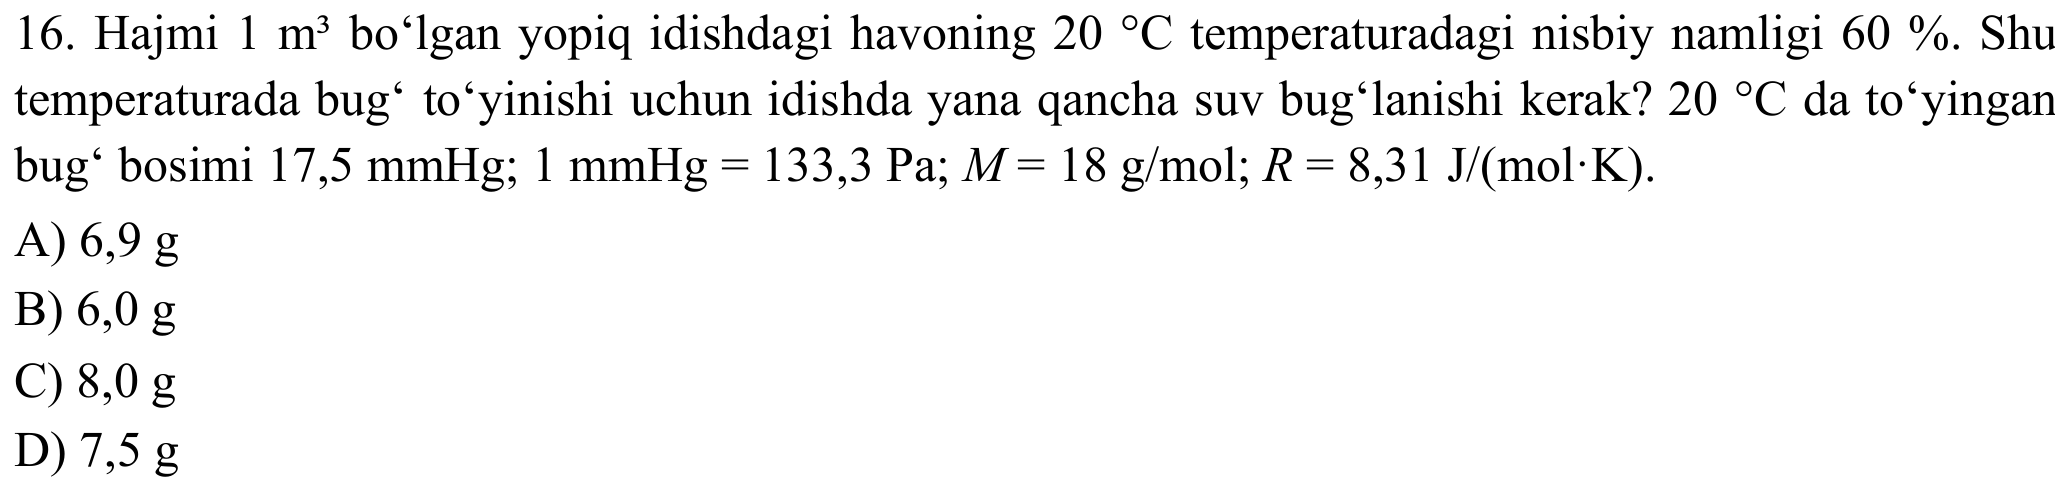 16. Hajmi 1 m³ bo‘lgan yopiq idishdagi havoning 20 °C temperaturadagi nisbiy namligi 60 %. Shu
temperaturada bug‘ to‘yinishi uchun idishda yana qancha suv bug‘lanishi kerak? 20 °C da to‘yingan
bug‘ bosimi 17,5 mmHg; 1 mmHg = 133,3 Pa; M = 18 g/mol; R = 8,31 J/(mol·K).
A) 6,9 g
B) 6,0 g
C) 8,0 g
D) 7,5 g